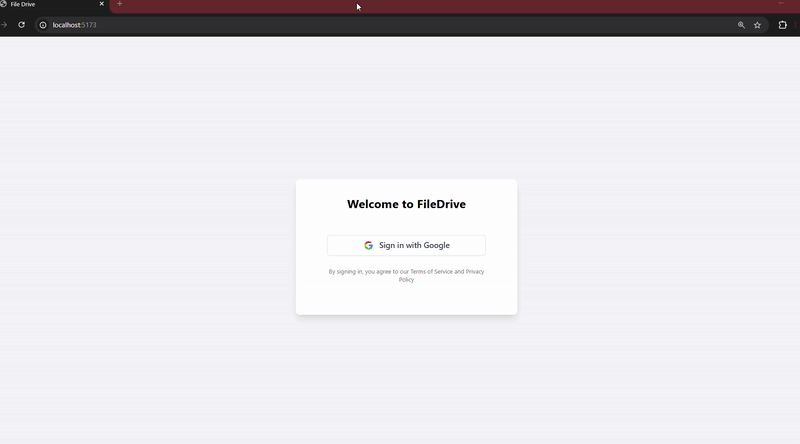 File Drive
localhost:5173
Welcome to FileDrive
Sign in with Google
By signing in, you agree to our Terms of Service and Privacy
Policy